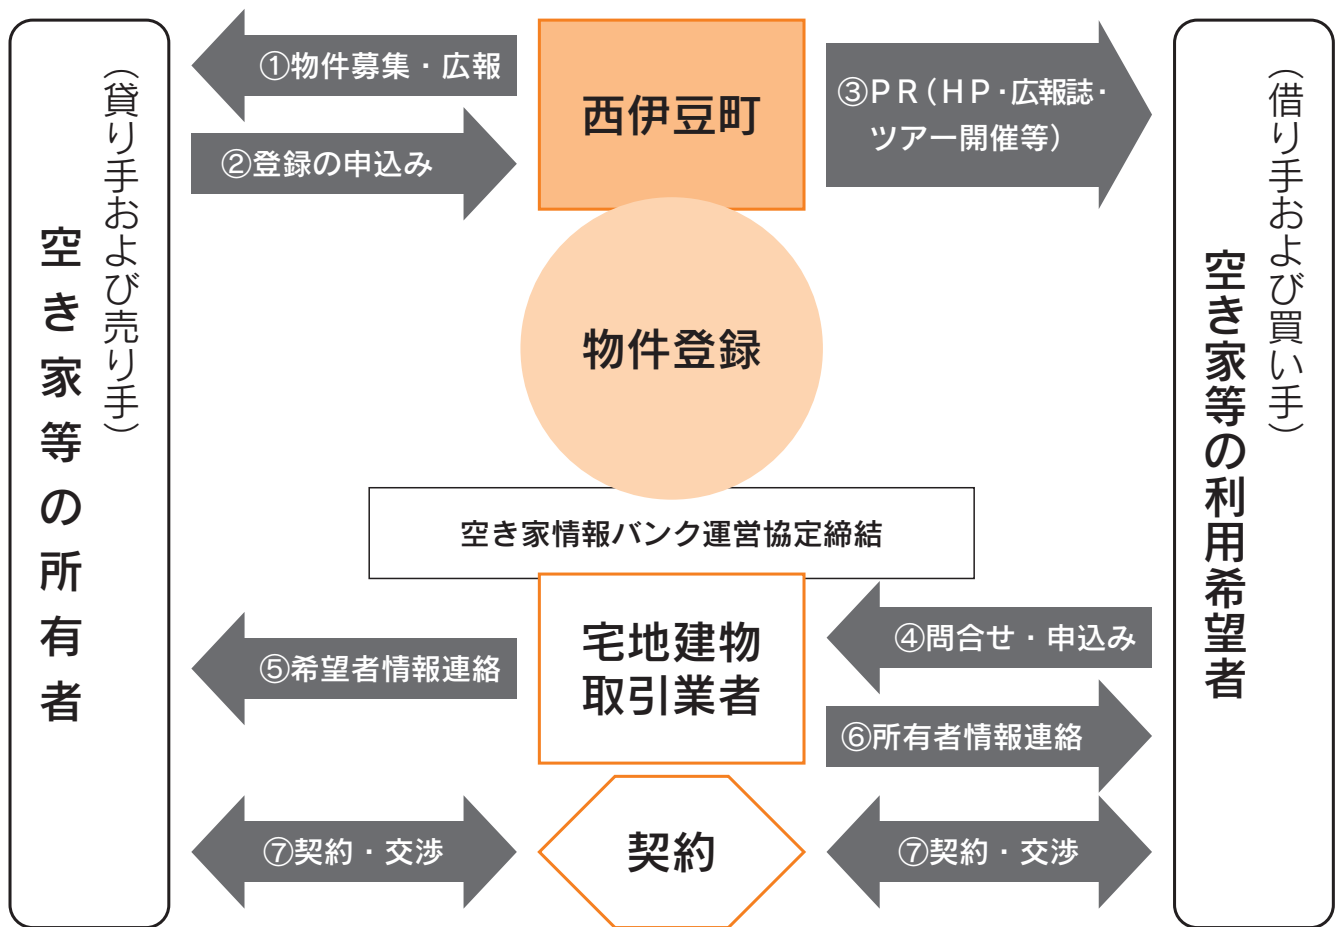 空き家等の所有者
(貸り手および売り手)
①物件募集・広報
②登録の申込み
西伊豆町
③PR(HP・広報誌・
ツアー開催等)
物件登録
空き家情報バンク運営協定締結
宅地建物
取引業者
④問合せ・申込み
⑤希望者情報連絡
⑥所有者情報連絡
⑦契約・交渉
契約
⑦契約・交渉
(借り手および買い手)
空き家等の利用希望者